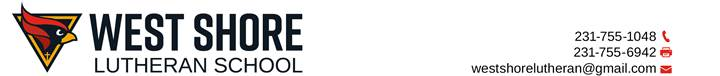 WEST SHORE
LUTHERAN SCHOOL
231-755-1048
231-755-6942
westshorelutheran@gmail.com